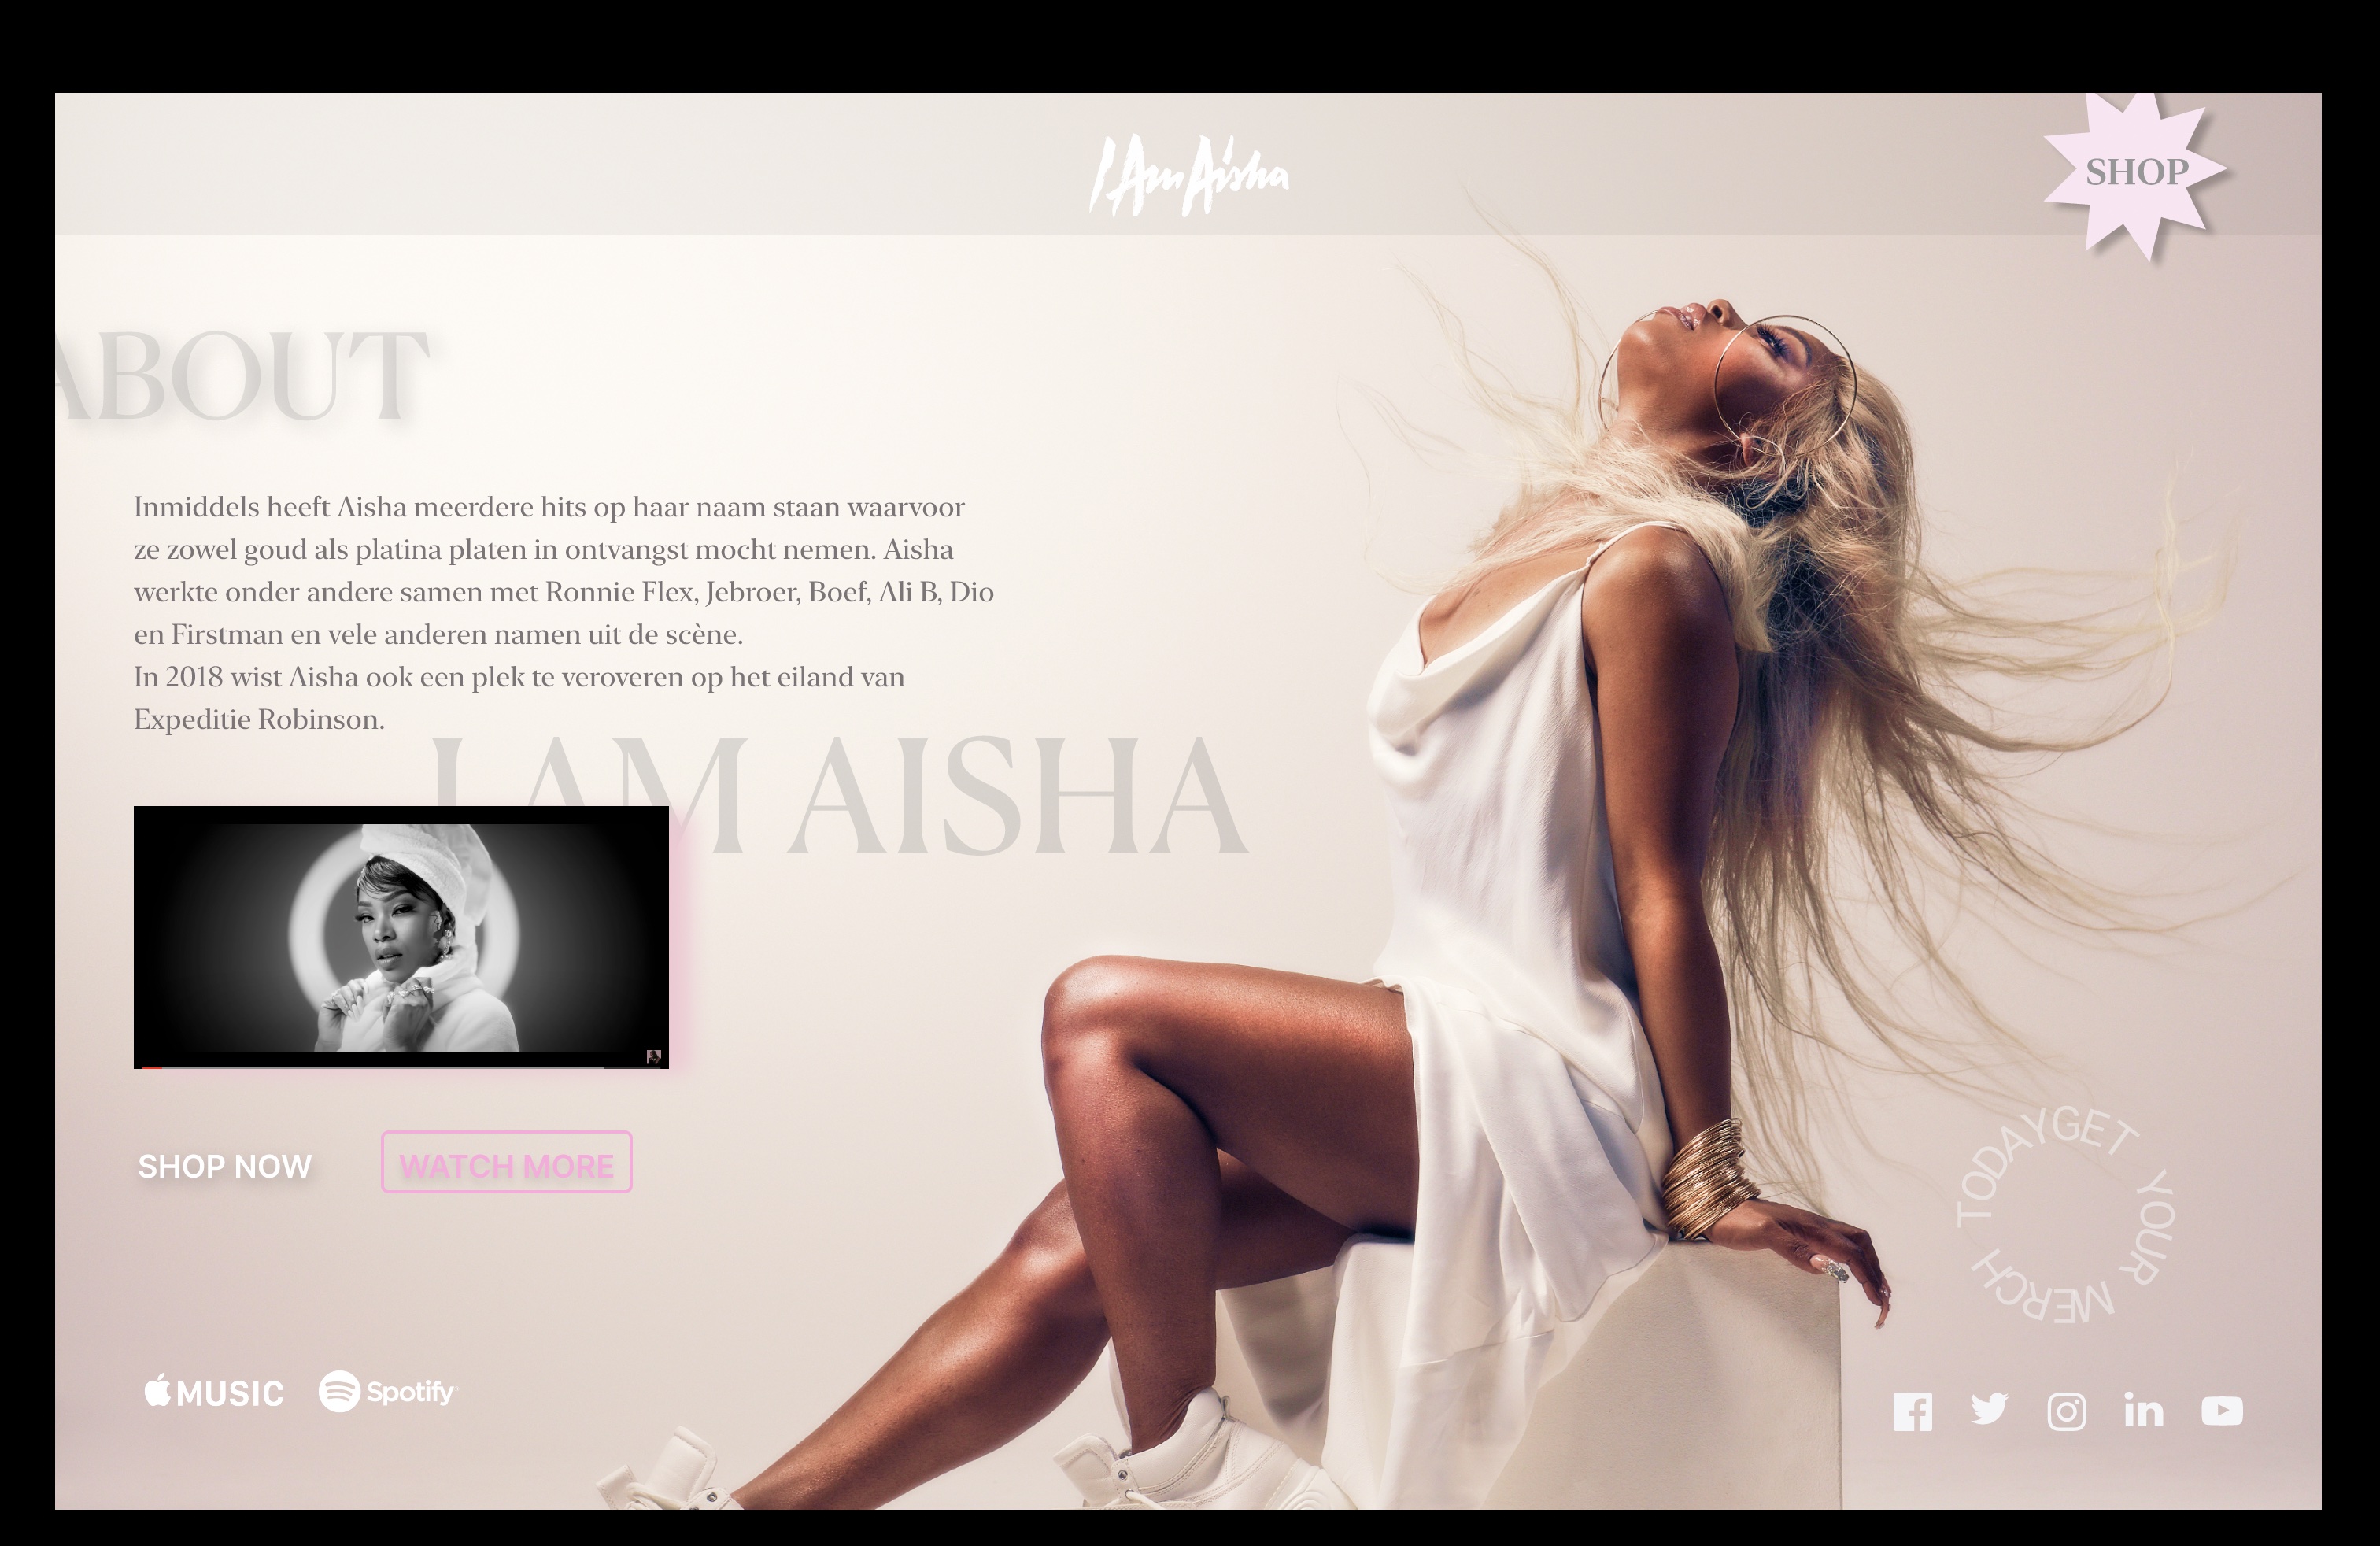 I Am Aisha
SHOP
ABOUT
Inmiddels heeft Aisha meerdere hits op haar naam staan waarvoor
ze zowel goud als platina platen in ontvangst mocht nemen. Aisha
werkte onder andere samen met Ronnie Flex, Jebroer, Boef, Ali B, Dio
en Firstman en vele anderen namen uit de scène.
In 2018 wist Aisha ook een plek te veroveren op het eiland van
Expeditie Robinson.
I AM AISHA
SHOP NOW
WATCH MORE
GET YOUR MERCH TODAY
MUSIC
Spotify
in